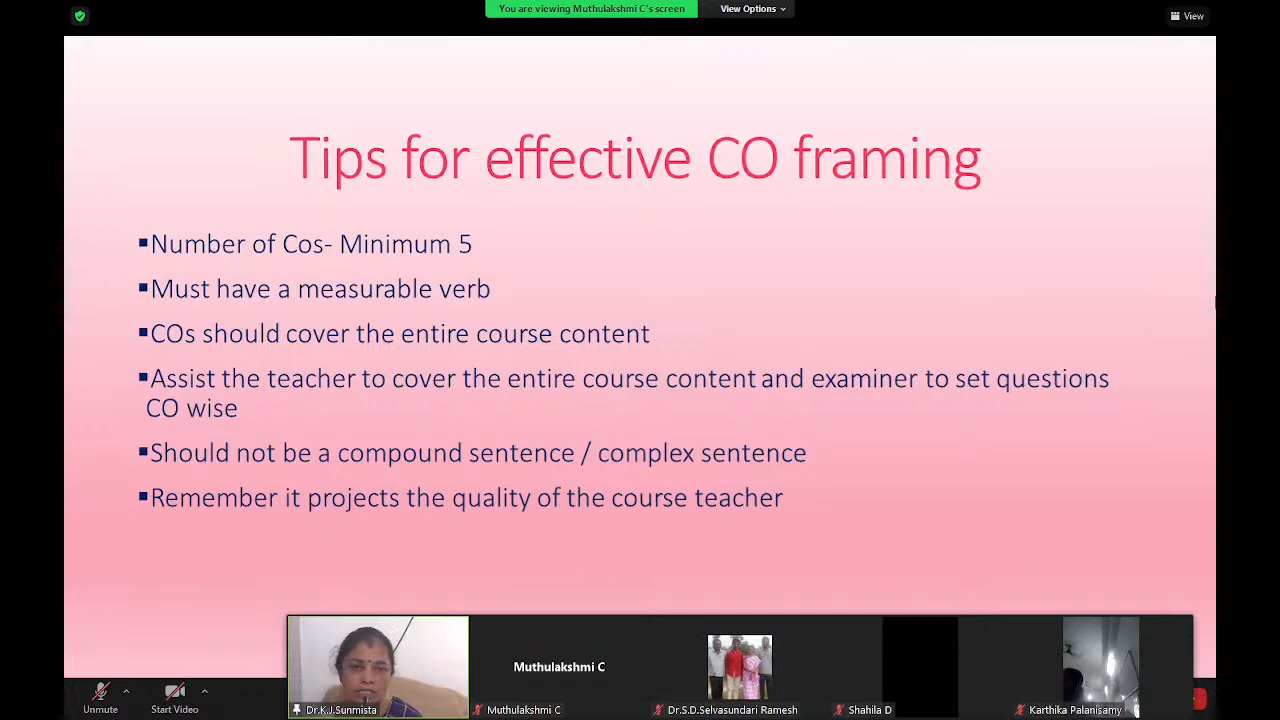 You are viewing Muthulakshmi C's screen
View Options
View
Tips for effective CO framing
▪Number of Cos- Minimum 5
▪Must have a measurable verb
▪COs should cover the entire course content
▪Assist the teacher to cover the entire course content and examiner to set questions
CO wise
▪Should not be a compound sentence / complex sentence
▪Remember it projects the quality of the course teacher
Muthulakshmi C
Unmute
Start Video
Dr.K.J.Sunmista
Muthulakshmi C
Dr.S.D.Selvasundari Ramesh
Shahila D
Karthika Palanisamy